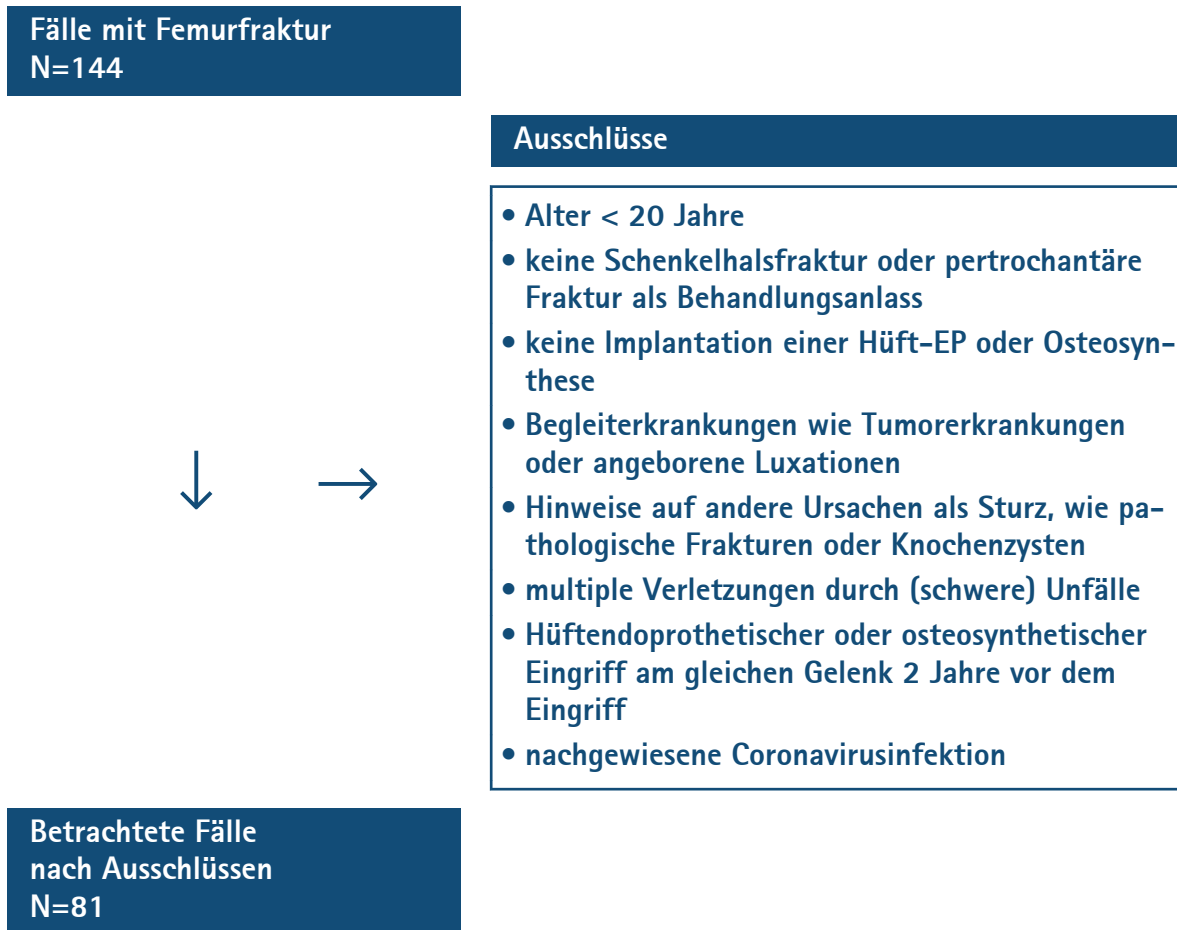 Fälle mit Femurfraktur
N=144
Ausschlüsse
• Alter < 20 Jahre
• keine Schenkelhalsfraktur oder pertrochantäre
Fraktur als Behandlungsanlass
• keine Implantation einer Hüft-EP oder Osteosyn-
these
• Begleiterkrankungen wie Tumorerkrankungen
oder angeborene Luxationen
• Hinweise auf andere Ursachen als Sturz, wie pa-
thologische Frakturen oder Knochenzysten
• multiple Verletzungen durch (schwere) Unfälle
• Hüftendoprothetischer oder osteosynthetischer
Eingriff am gleichen Gelenk 2 Jahre vor dem
Eingriff
• nachgewiesene Coronavirusinfektion
↓ →
Betrachtete Fälle
nach Ausschlüssen
N=81